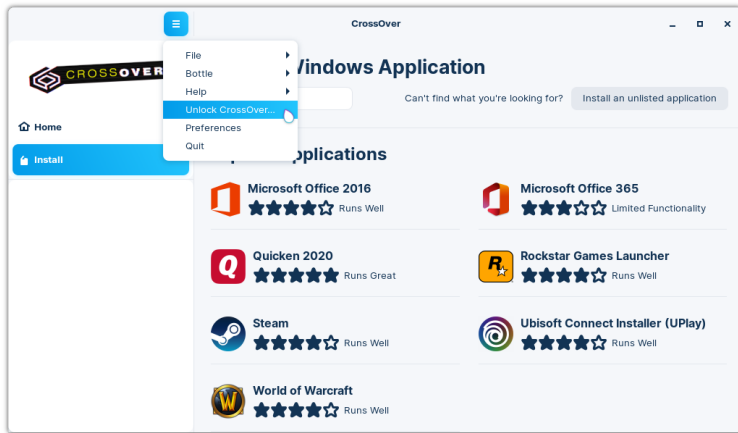 CrossOver
CROSSOVER
Home
Install
File
Bottle
Help
Unlock CrossOver...
Preferences
Quit
Windows Application
Can't find what you're looking for?
Install an unlisted application
Applications
Microsoft Office 2016
Runs Well
Microsoft Office 365
Limited Functionality
Quicken 2020
Runs Great
Rockstar Games Launcher
Runs Well
Steam
Runs Well
Ubisoft Connect Installer (UPlay)
Runs Well
World of Warcraft
Runs Well